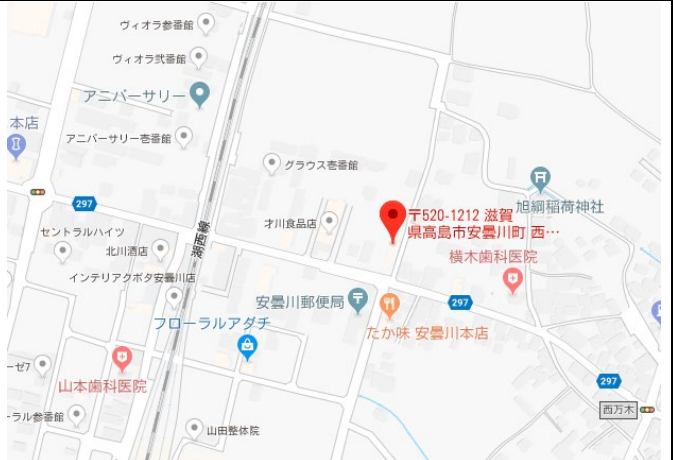 ヴィオラ参番館
ヴィオラ弐番館
アニバーサリー
本店
アニバーサリー壱番館
グラウス壱番館
297
旭綱稲荷神社
〒520-1212 滋賀
県高島市安曇川町 西…
セントラルハイツ
才川食品店
湖西線
北川酒店
横木歯科医院
インテリアクボタ安曇川店
安曇川郵便局
297
フローラルアダチ
たか味 安曇川本店
ーゼ7
山本歯科医院
297
西万木
ーラル参番館
山田整体院